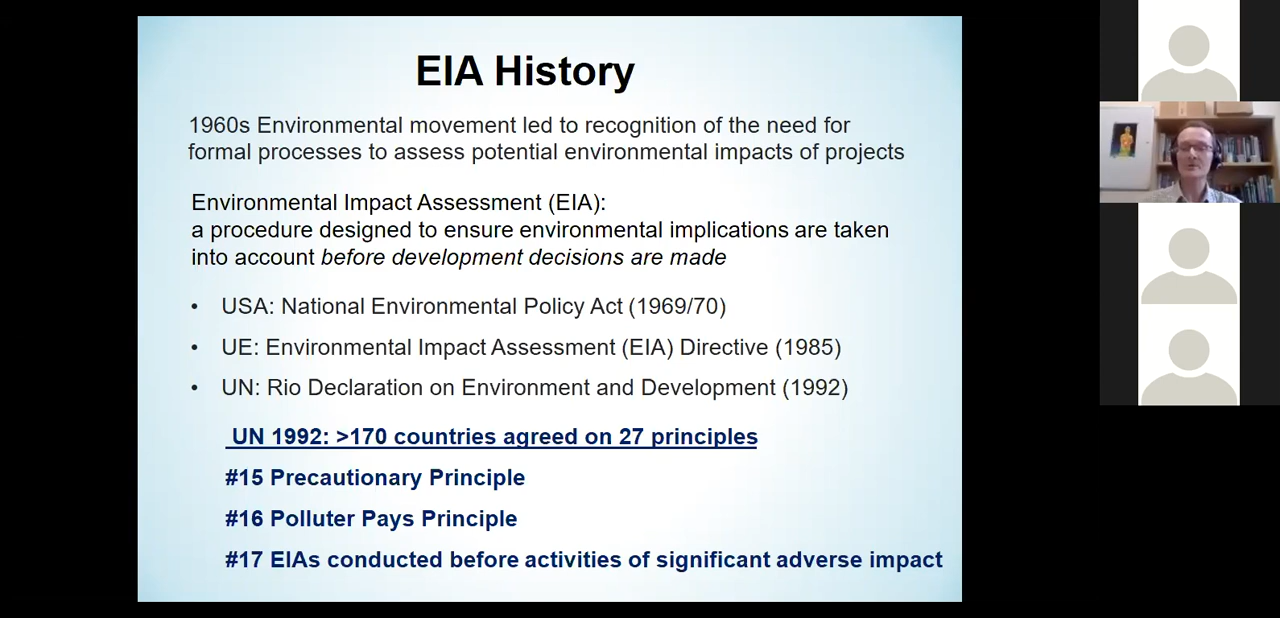 EIA History
1960s Environmental movement led to recognition of the need for
formal processes to assess potential environmental impacts of projects
Environmental Impact Assessment (EIA):
a procedure designed to ensure environmental implications are taken
into account before development decisions are made
• USA: National Environmental Policy Act (1969/70)
• UE: Environmental Impact Assessment (EIA) Directive (1985)
• UN: Rio Declaration on Environment and Development (1992)
UN 1992: >170 countries agreed on 27 principles
#15 Precautionary Principle
#16 Polluter Pays Principle
#17 EIAs conducted before activities of significant adverse impact